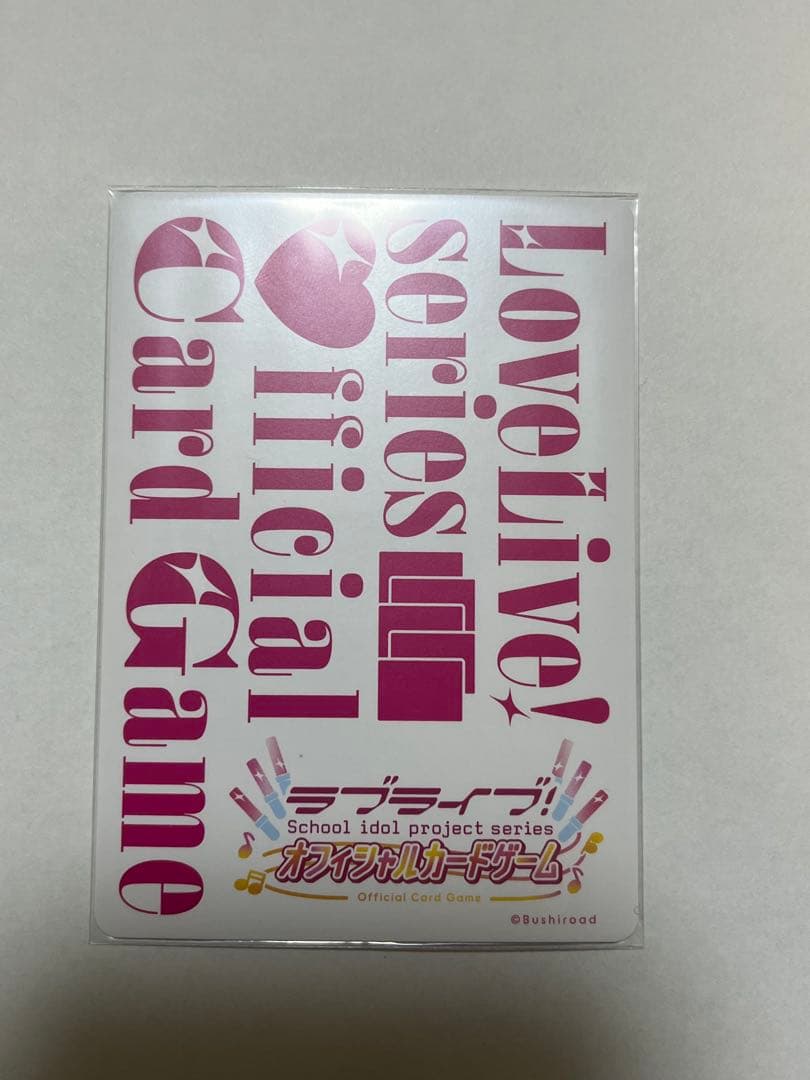 LoveLive!
series
♥fficial
Card Game
ラブライブ!
School idol project series
オフィシャルカードゲーム
Official Card Game
©Bushiroad